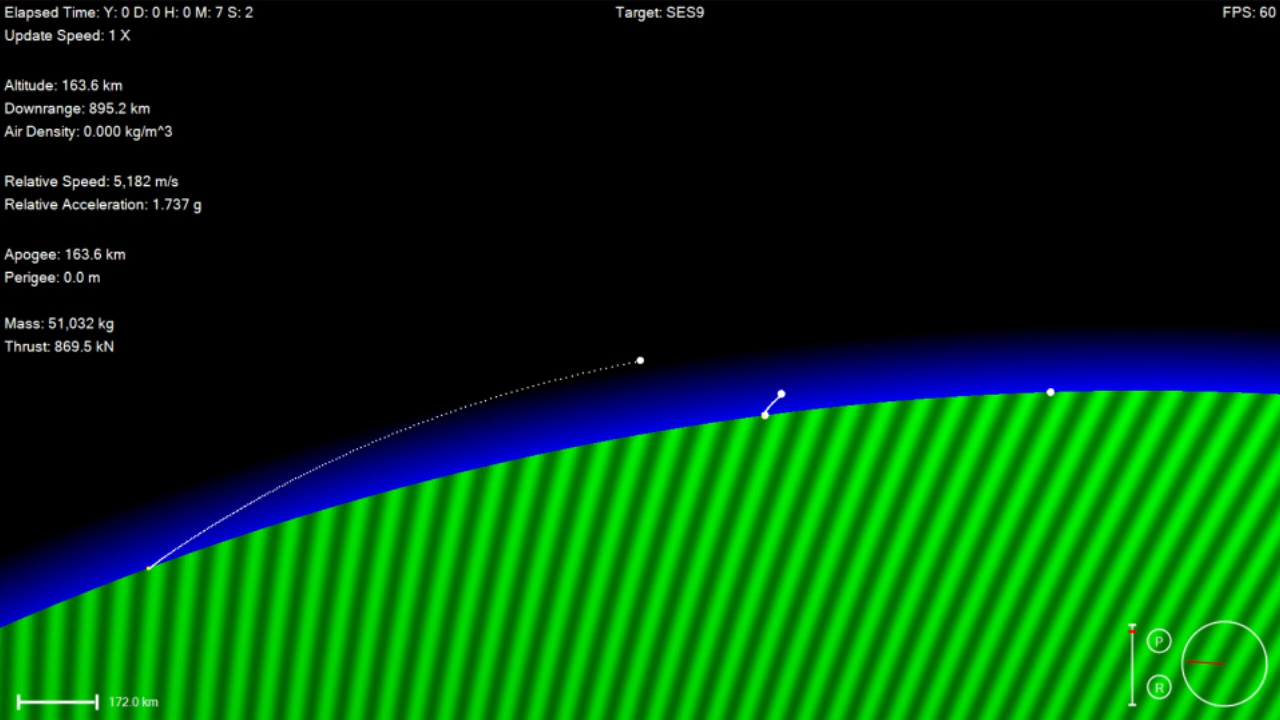 Elapsed Time: Y: 0 D: 0 H: 0 M: 7 S: 2
Target: SES9
FPS: 60
Update Speed: 1 X
Altitude: 163.6 km
Downrange: 895.2 km
Air Density: 0.000 kg/m^3
Relative Speed: 5,182 m/s
Relative Acceleration: 1.737 g
Apogee: 163.6 km
Perigee: 0.0 m
Mass: 51,032 kg
Thrust: 869.5 kN
P
R
172.0 km